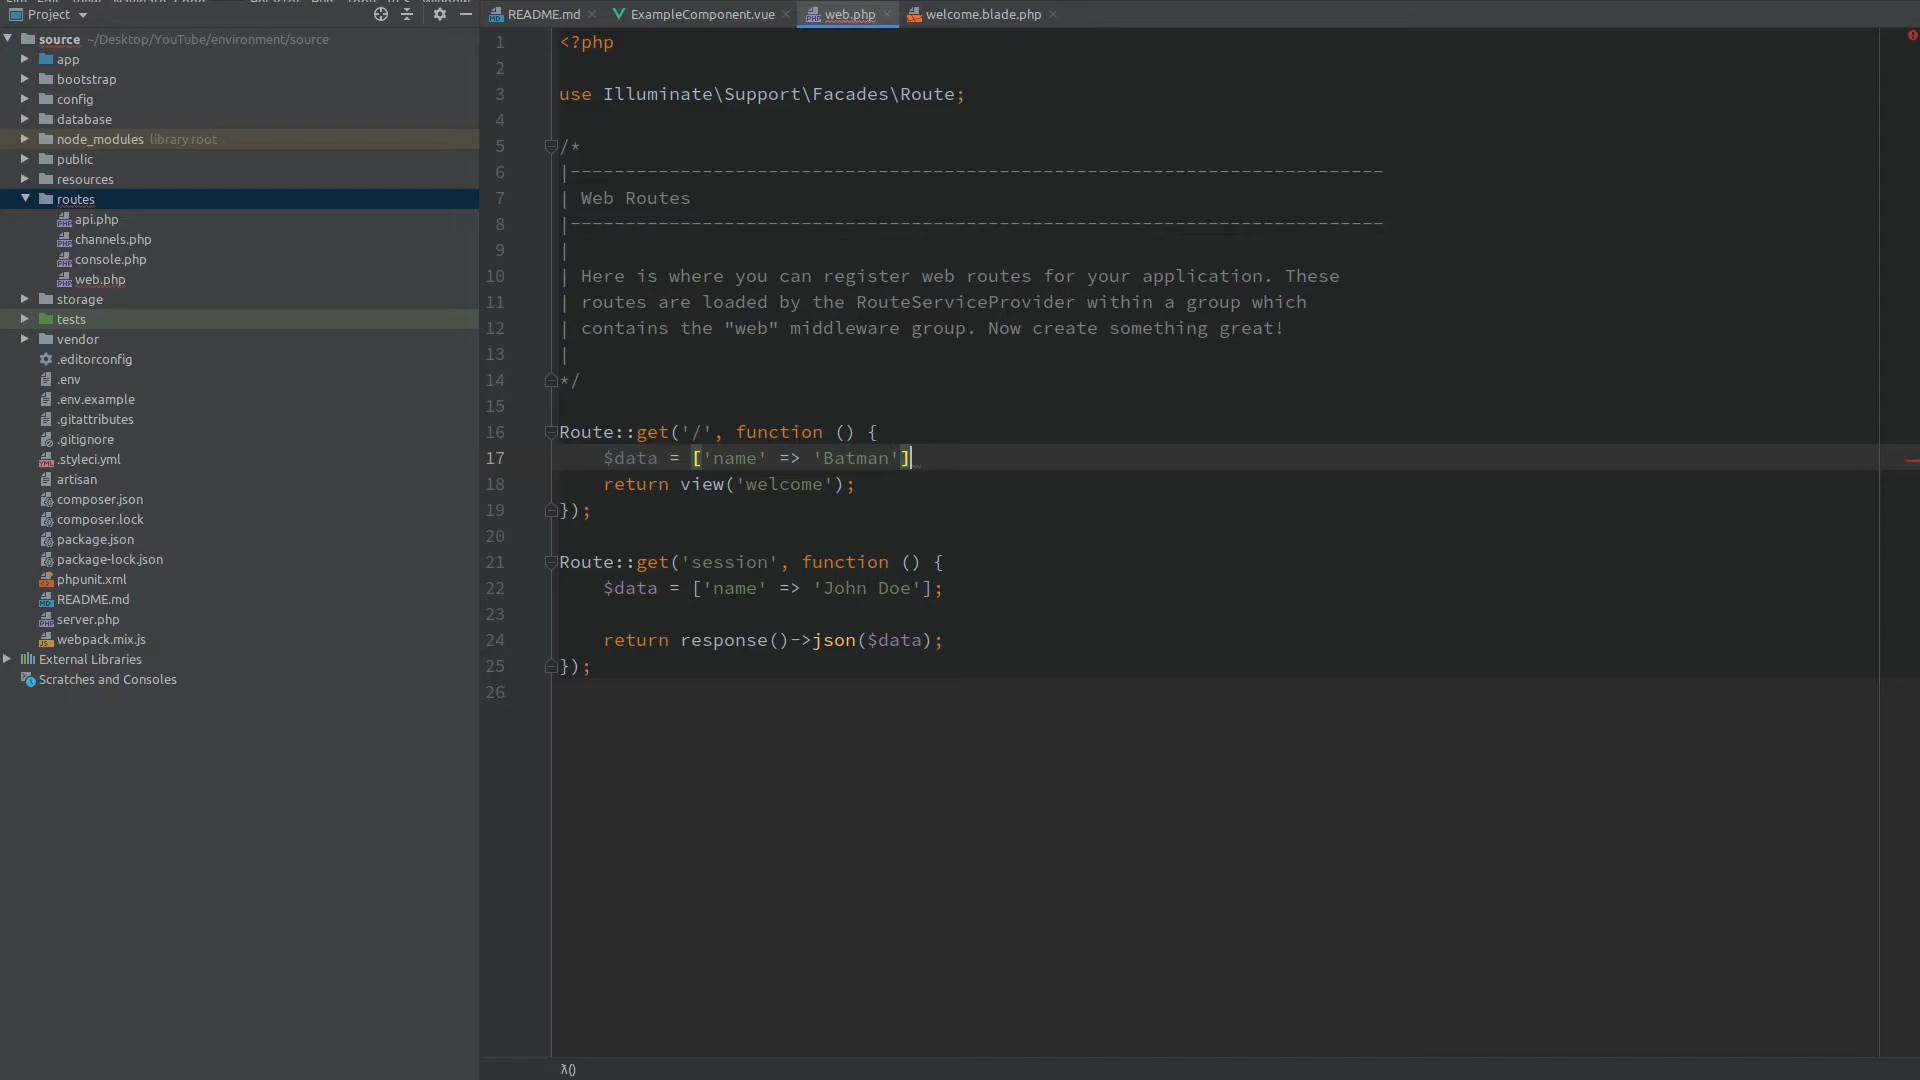 Project
README.md
ExampleComponent.vue
web.php
welcome.blade.php
source ~/Desktop/YouTube/environment/source
app
bootstrap
config
database
node_modules library root
public
resources
routes
api.php
channels.php
console.php
web.php
storage
tests
vendor
.editorconfig
.env
.env.example
.gitattributes
.gitignore
.styleci.yml
artisan
composer.json
composer.lock
package.json
package-lock.json
phpunit.xml
README.md
server.php
webpack.mix.js
External Libraries
Scratches and Consoles
1 <?php
2
3 use Illuminate\Support\Facades\Route;
4
5 /*
6 |--------------------------------------------------------------------------
7 | Web Routes
8 |--------------------------------------------------------------------------
9 |
10 | Here is where you can register web routes for your application. These
11 | routes are loaded by the RouteServiceProvider within a group which
12 | contains the "web" middleware group. Now create something great!
13 |
14 */
15
16 Route::get('/', function () {
17 $data = ['name' => 'Batman']
18 return view('welcome');
19 });
20
21 Route::get('session', function () {
22 $data = ['name' => 'John Doe'];
23
24 return response()->json($data);
25 });
26
λ()